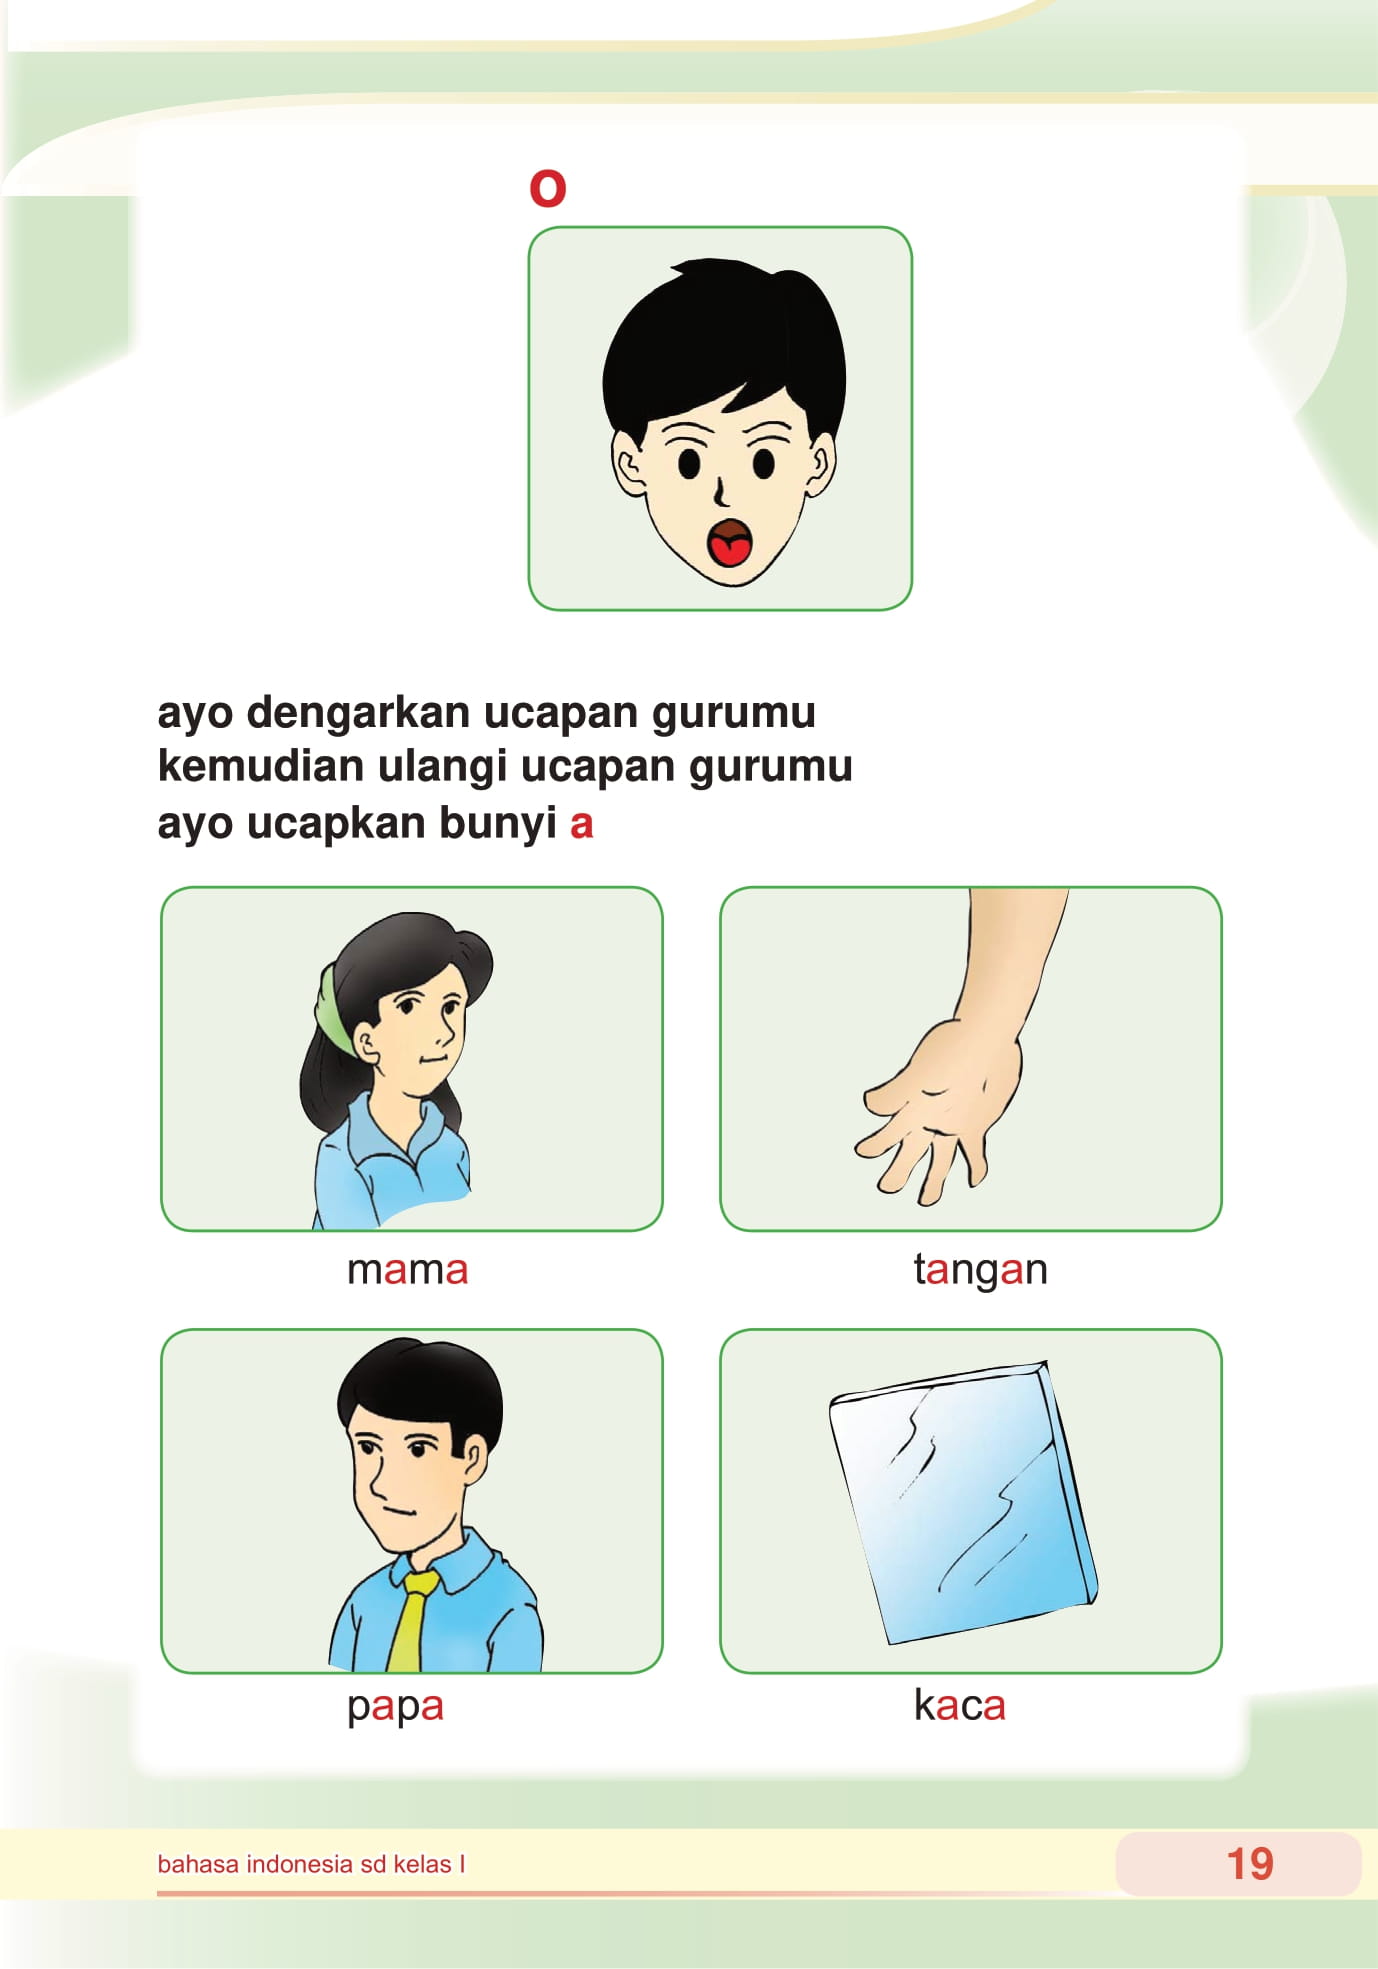 o
ayo dengarkan ucapan gurumu
kemudian ulangi ucapan gurumu
ayo ucapkan bunyi a
mama
tangan
papa
kaca
bahasa indonesia sd kelas I
19